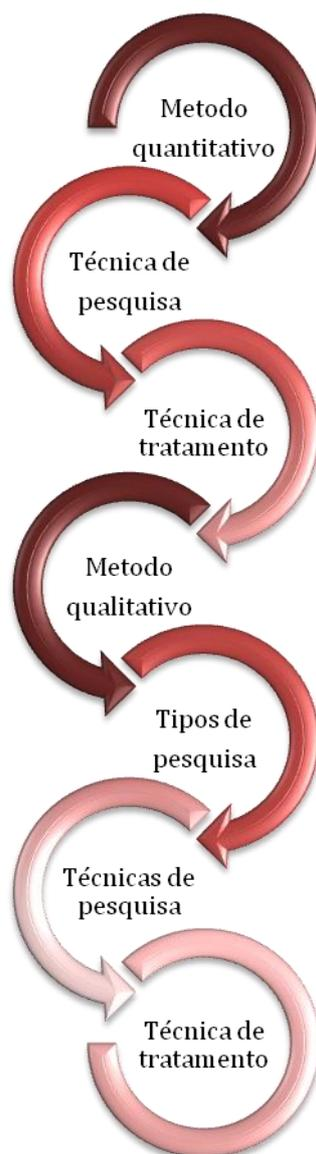 Metodo
quantitativo
Técnica de
pesquisa
Técnica de
tratamento
Metodo
qualitativo
Tipos de
pesquisa
Técnicas de
pesquisa
Técnica de
tratamento